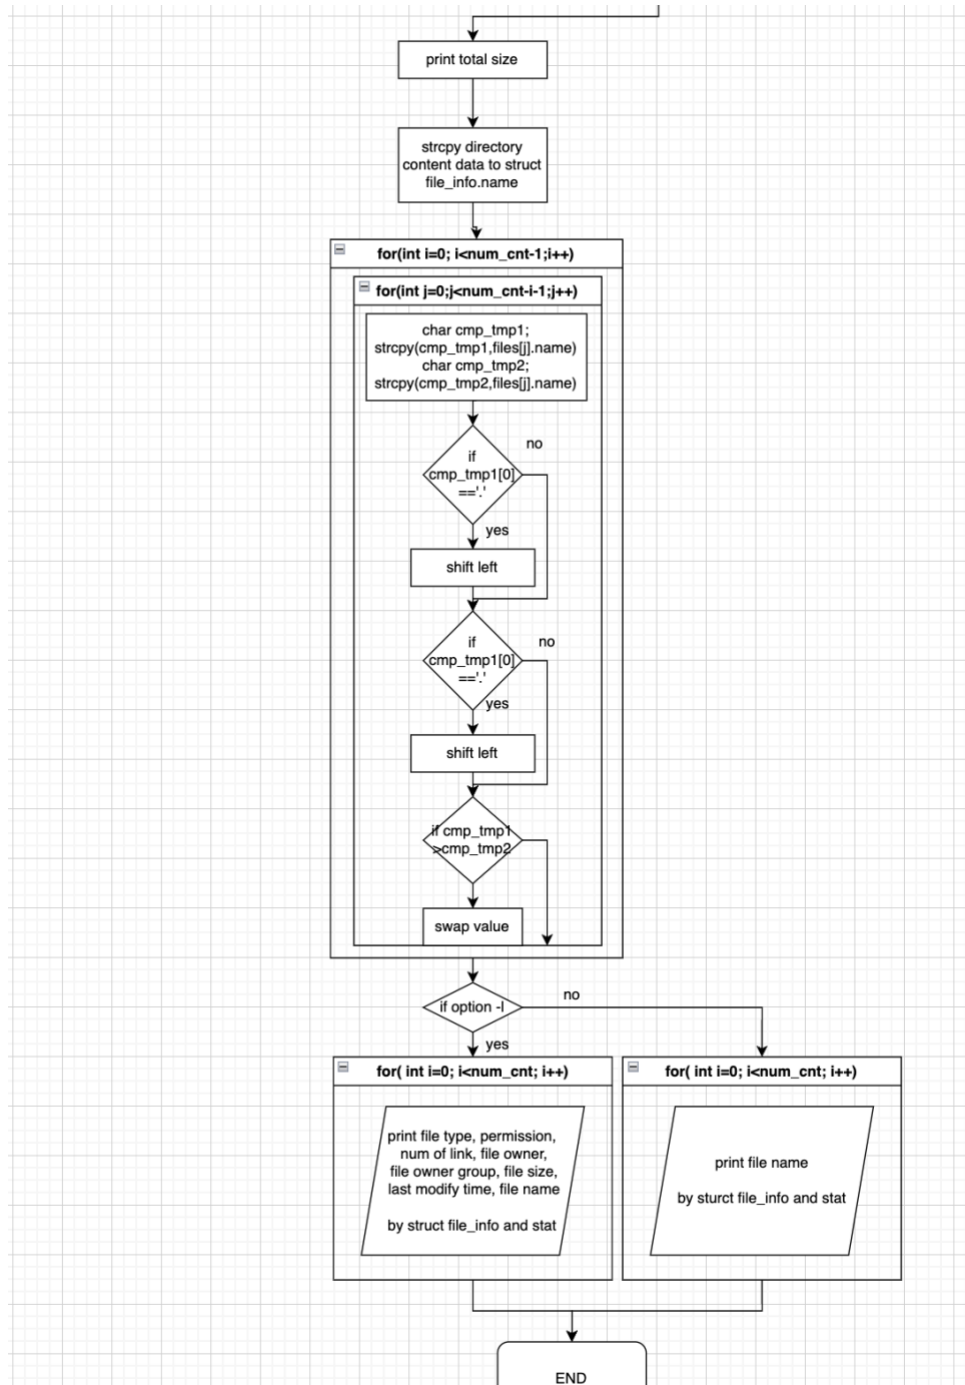 print total size
strcpy directory
content data to struct
file_info.name
for(int i=0; i<num_cnt-1;i++)
for(int j=0;j<num_cnt-i-1;j++)
char cmp_tmp1;
strcpy(cmp_tmp1,files[j].name)
char cmp_tmp2;
strcpy(cmp_tmp2,files[j].name)
no
if
cmp_tmp1[0]
=='.'
yes
shift left
no
if
cmp_tmp1[0]
=='.'
yes
shift left
if cmp_tmp1
>cmp_tmp2
swap value
if option -l
no
yes
for( int i=0; i<num_cnt; i++)
print file type, permission,
num of link, file owner,
file owner group, file size,
last modify time, file name
by struct file_info and stat
for( int i=0; i<num_cnt; i++)
print file name
by sturct file_info and stat
END